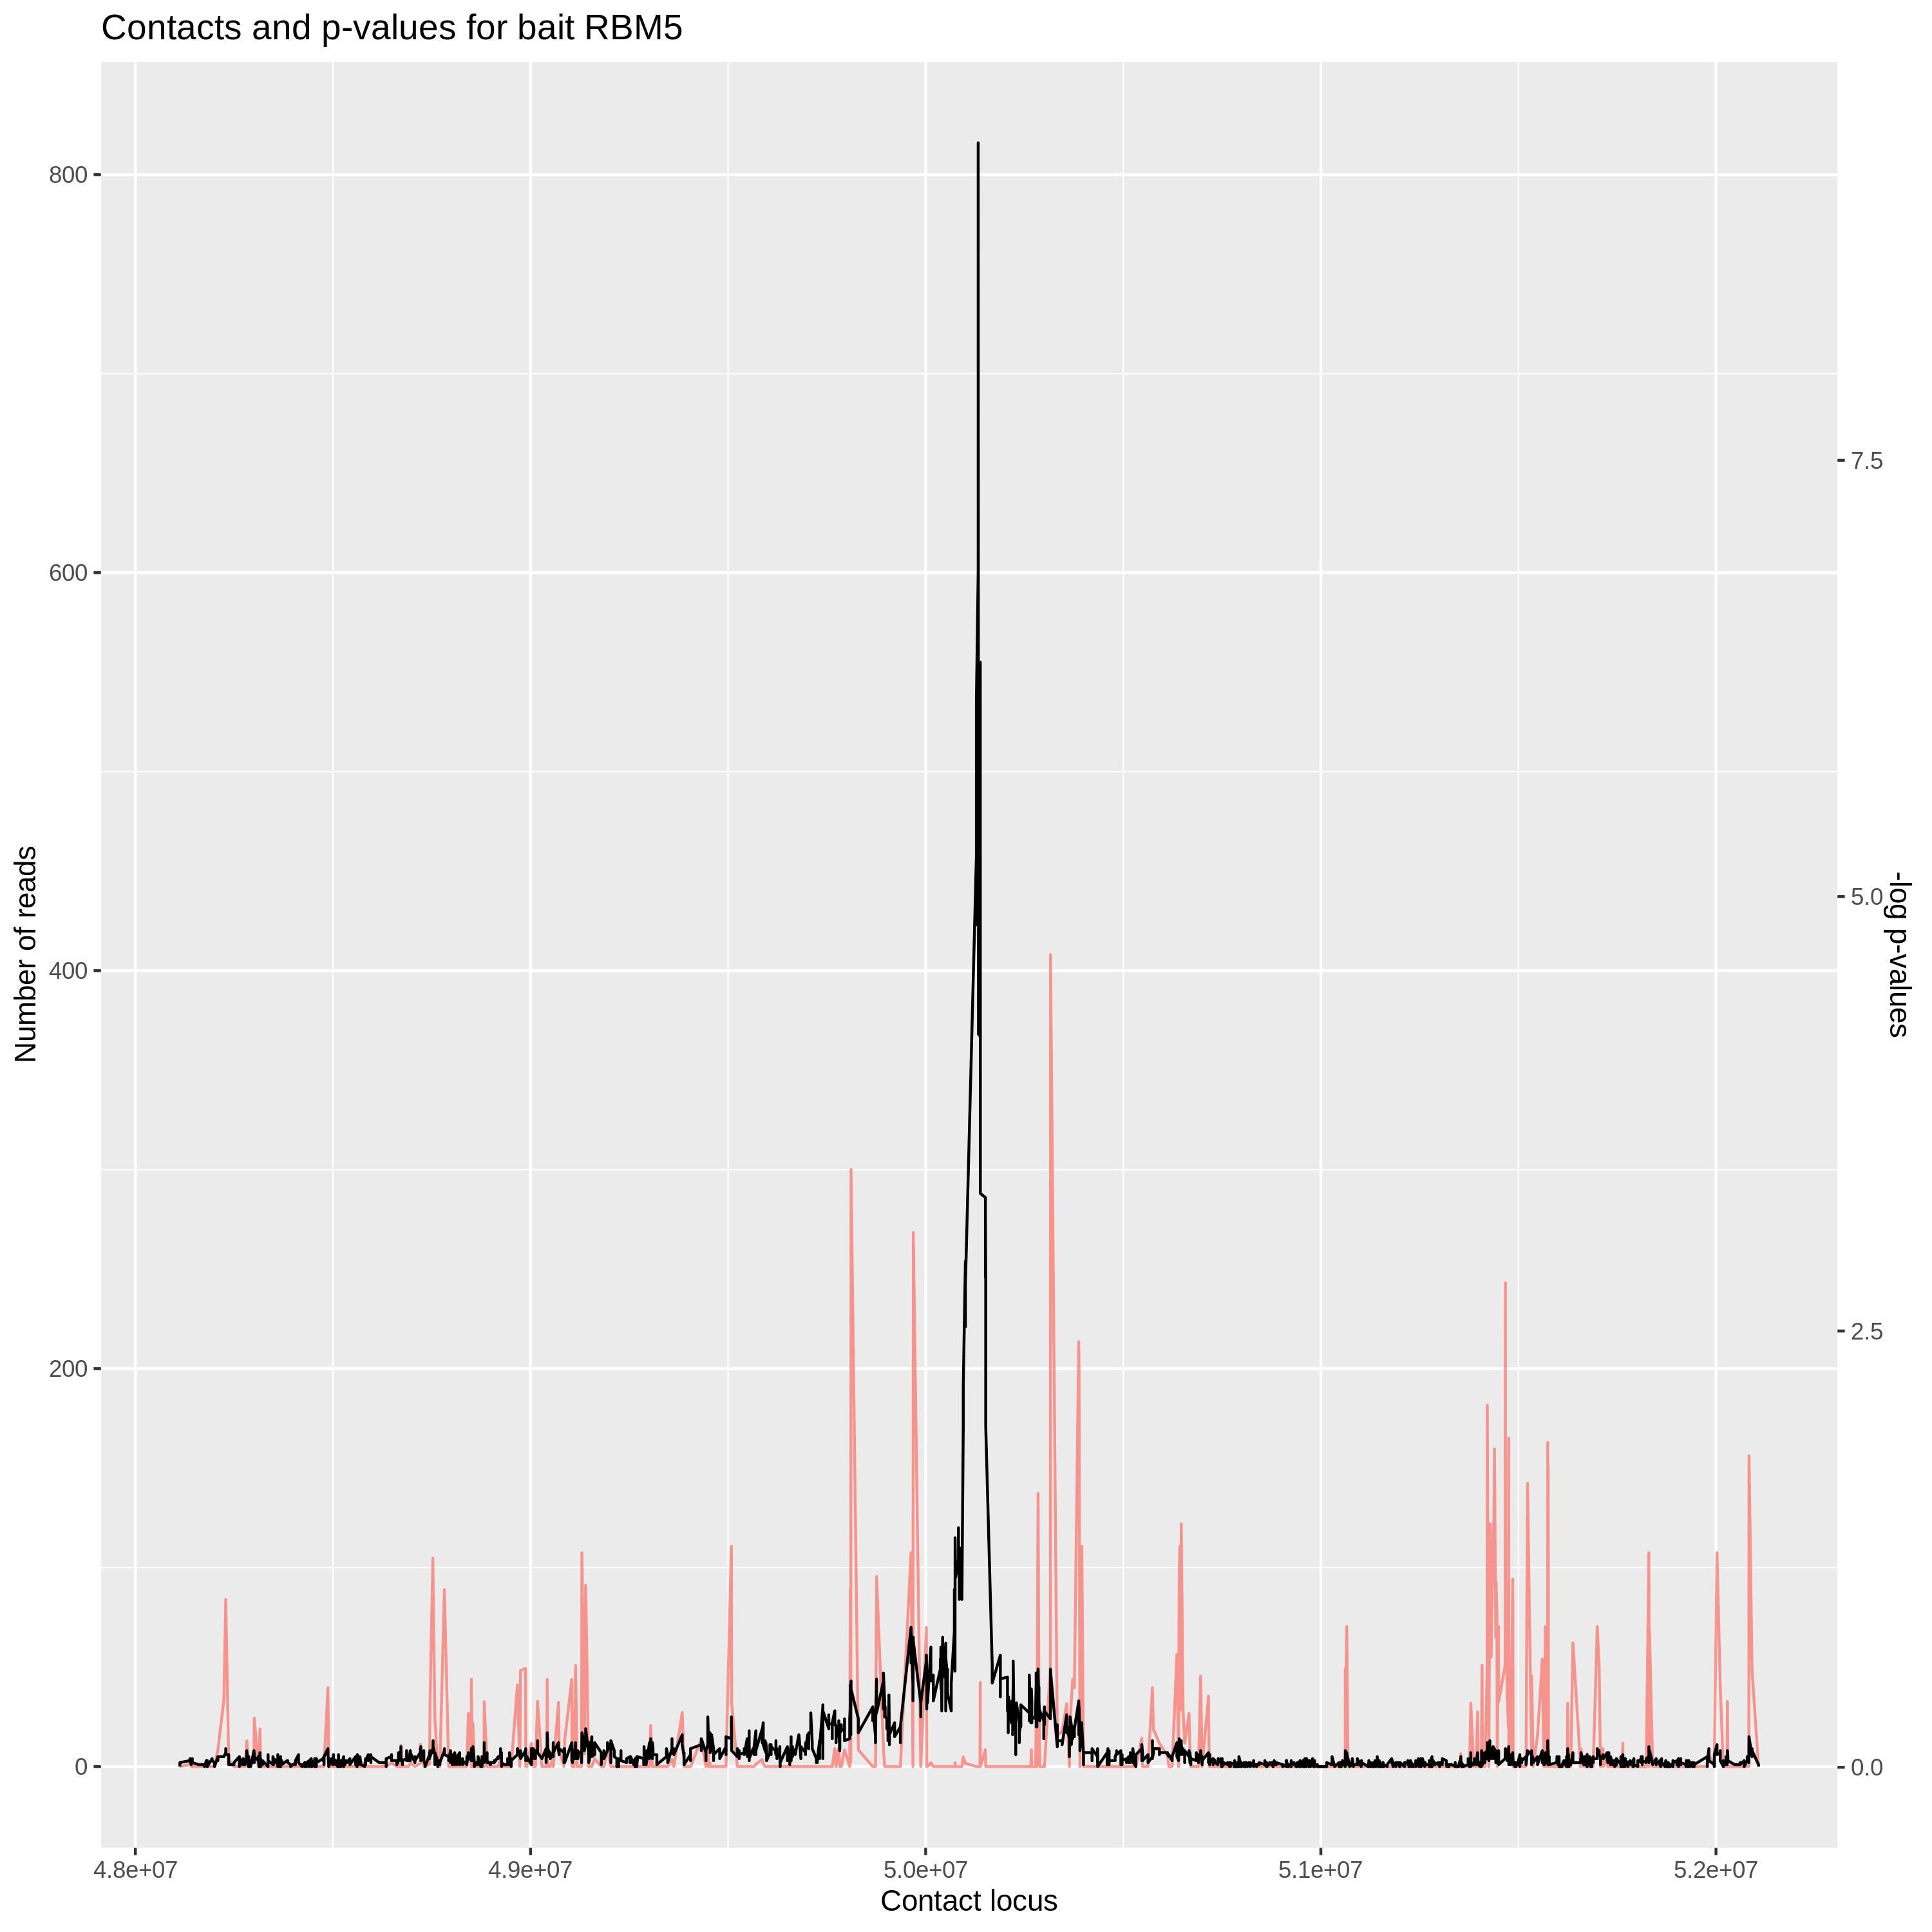 Contacts and p-values for bait RBM5
800
600
400
200
0
Number of reads
7.5
5.0
2.5
0.0
-log p-values
4.8e+07 4.9e+07 5.0e+07 5.1e+07 5.2e+07
Contact locus